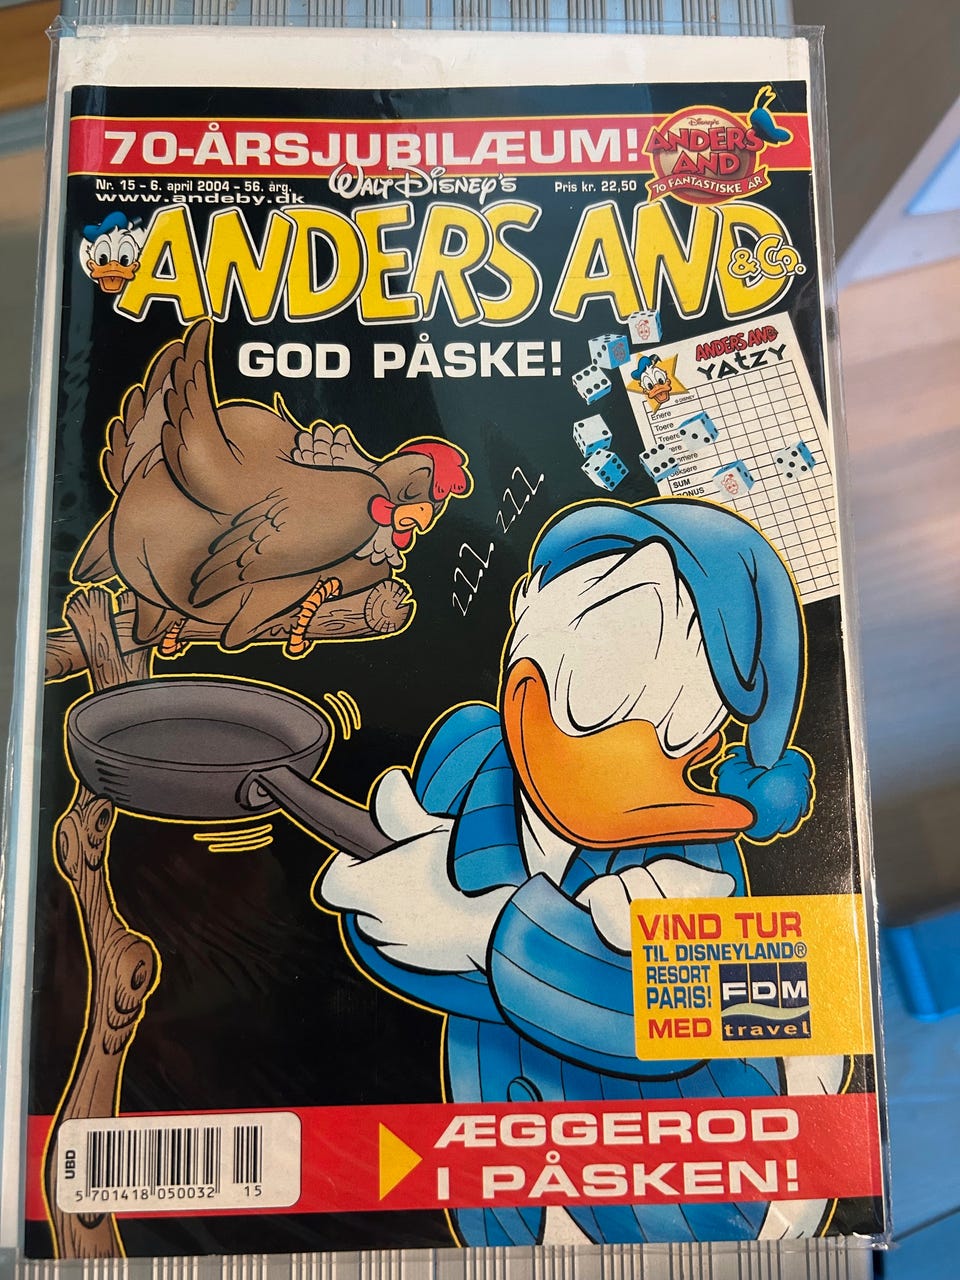 70-ÅRSJUBILÆUM!
Disney's
ANDERS
AND
70 FANTASTISKE ÅR
Nr. 15 - 6. april 2004 - 56. årg.
www.andeby.dk
WALT DISNEY'S
Pris kr. 22,50
ANDERS AND
& Co.
GOD PÅSKE!
ANDERS AND
YATZY
© DISNEY
Enere
Toere
Treere
SUM
BONUS
z.z.z. z.z.z.
VIND TUR
TIL DISNEYLAND®
RESORT
PARIS!
MED
FDM
travel
UBD
5 701418 050032
15
ÆGGEROD
I PÅSKEN!